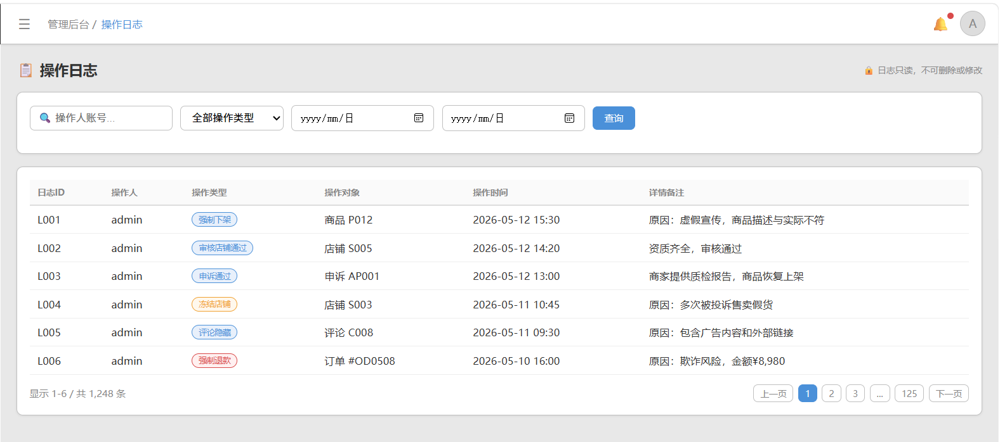 管理后台 / 操作日志
A
操作日志
日志只读，不可删除或修改
操作人账号...
全部操作类型
yyyy/mm/日
yyyy/mm/日
查询
日志ID 操作人 操作类型 操作对象 操作时间 详情备注
L001 admin 强制下架 商品 P012 2026-05-12 15:30 原因：虚假宣传，商品描述与实际不符
L002 admin 审核店铺通过 店铺 S005 2026-05-12 14:20 资质齐全，审核通过
L003 admin 申诉通过 申诉 AP001 2026-05-12 13:00 商家提供质检报告，商品恢复上架
L004 admin 冻结店铺 店铺 S003 2026-05-11 10:45 原因：多次被投诉售卖假货
L005 admin 评论隐藏 评论 C008 2026-05-11 09:30 原因：包含广告内容和外部链接
L006 admin 强制退款 订单 #OD0508 2026-05-10 16:00 原因：欺诈风险，金额¥8,980
显示 1-6 / 共 1,248 条
上一页 1 2 3 ... 125 下一页